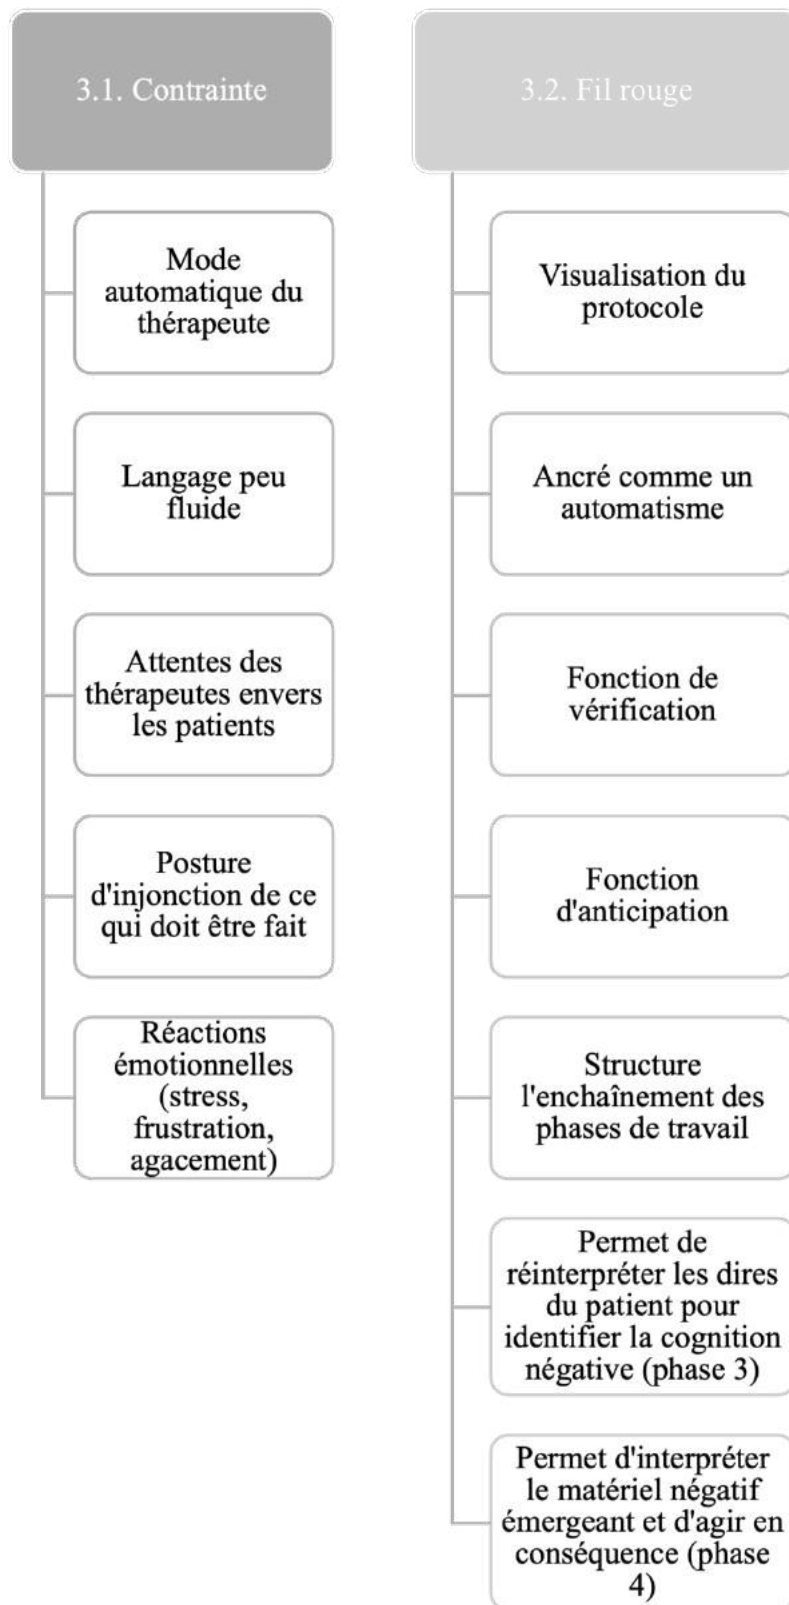 3.1. Contrainte
Mode
automatique du
thérapeute
Langage peu
fluide
Attentes des
thérapeutes envers
les patients
Posture
d'injonction de ce
qui doit être fait
Réactions
émotionnelles
(stress,
frustration,
agacement)
3.2. Fil rouge
Visualisation du
protocole
Ancré comme un
automatisme
Fonction de
vérification
Fonction
d'anticipation
Structure
l'enchaînement des
phases de travail
Permet de
réinterpréter les dires
du patient pour
identifier la cognition
négative (phase 3)
Permet d'interpréter
le matériel négatif
émergeant et d'agir en
conséquence (phase
4)